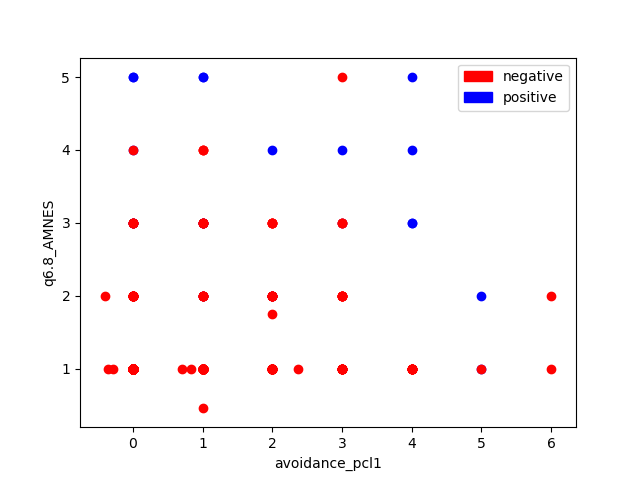 negative
positive
5
4
3
2
1
q6.8_AMNES
0 1 2 3 4 5 6
avoidance_pcl1